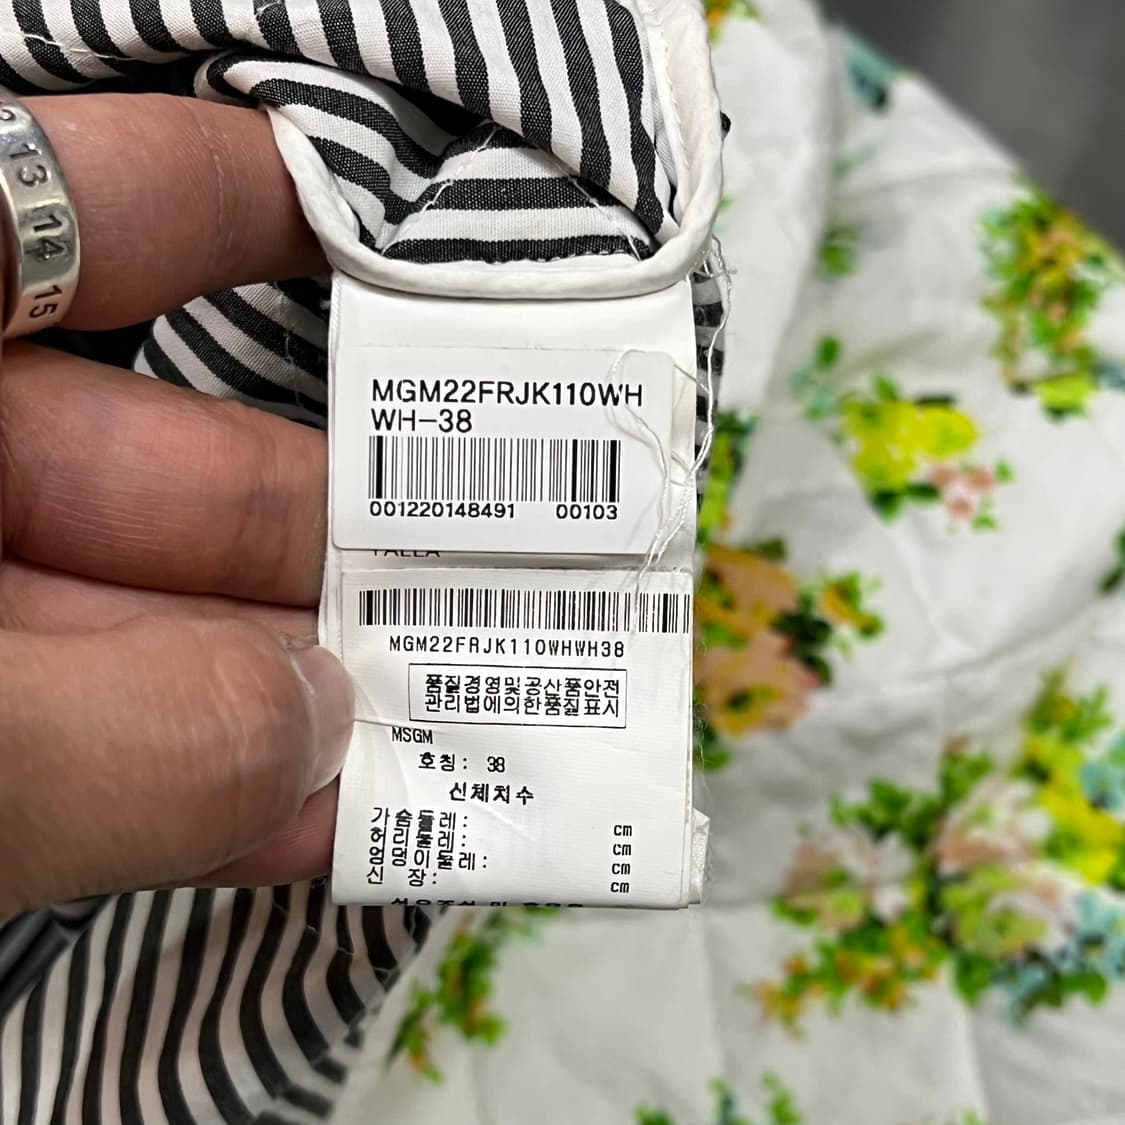 13
14
15
MGM22FRJK110WH
WH-38
001220148491 00103
TALLA
MGM22FRJK110WHWH38
품질경영및공산품안전
관리법에의한품질표시
MSGM
호칭: 38
신체치수
가슴둘레: cm
허리둘레: cm
엉덩이둘레: cm
신 장: cm